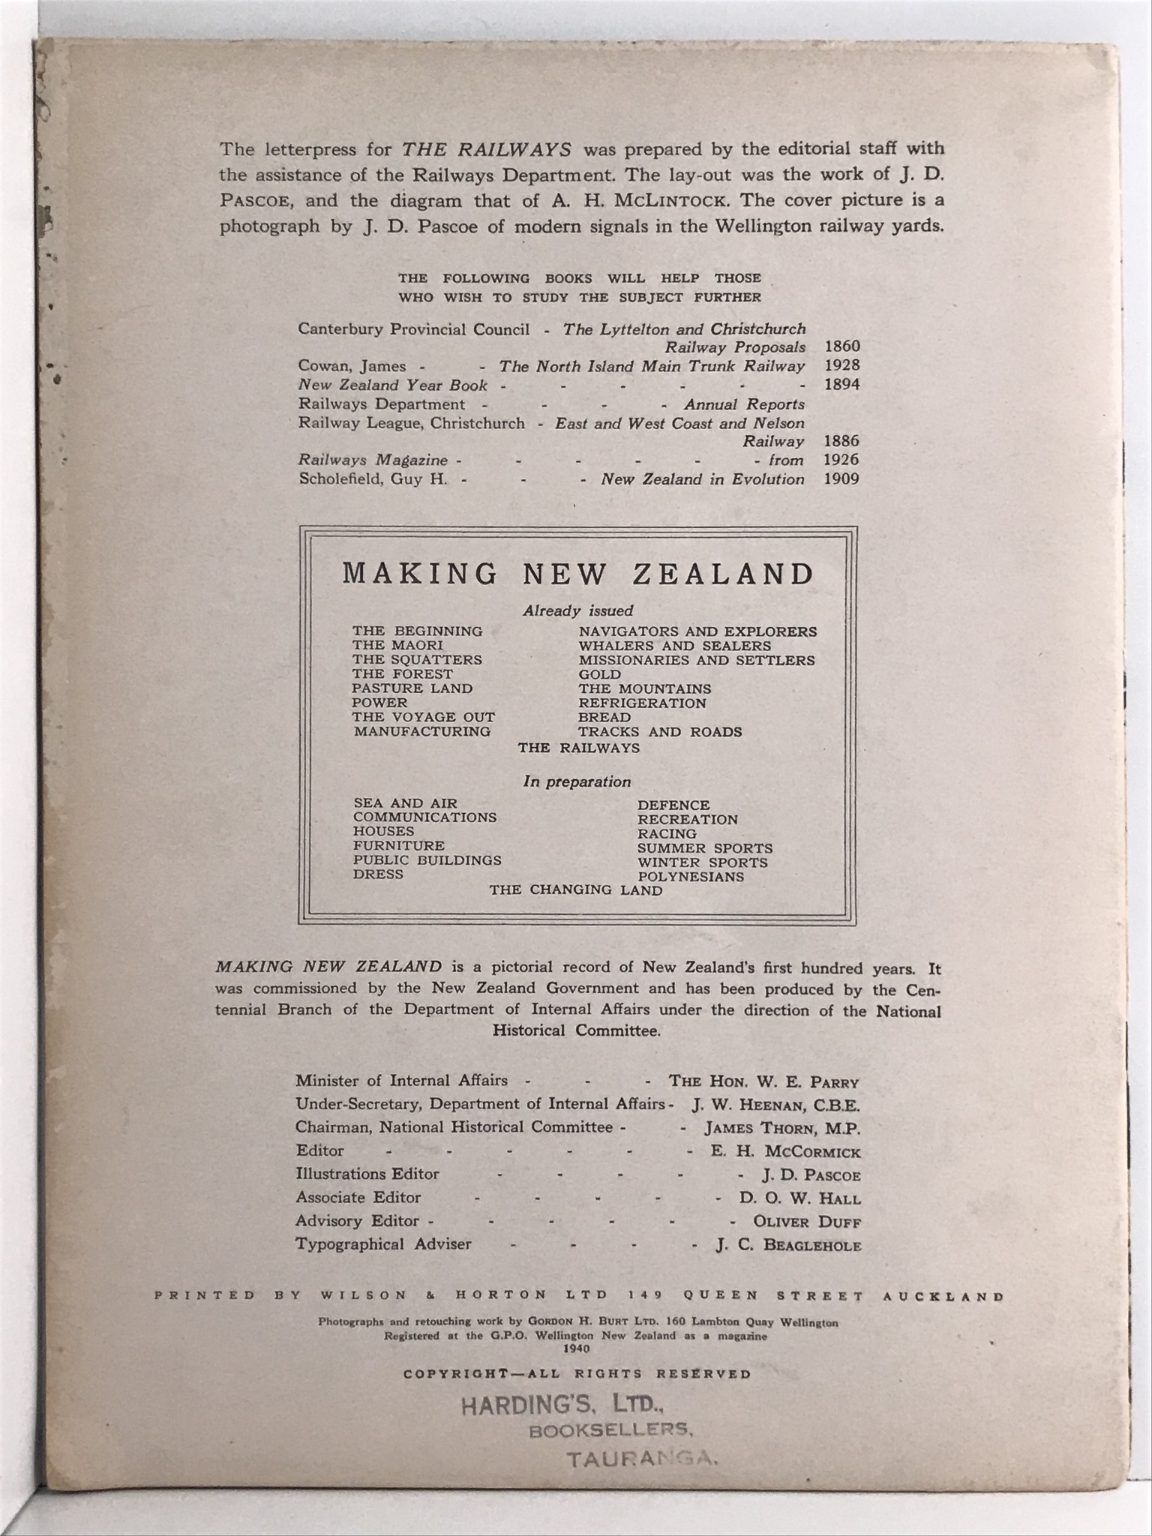 The letterpress for THE RAILWAYS was prepared by the editorial staff with
the assistance of the Railways Department. The lay-out was the work of J. D.
PASCOE, and the diagram that of A. H. MCLINTOCK. The cover picture is a
photograph by J. D. Pascoe of modern signals in the Wellington railway yards.
THE FOLLOWING BOOKS WILL HELP THOSE
WHO WISH TO STUDY THE SUBJECT FURTHER
Canterbury Provincial Council - The Lyttelton and Christchurch
Railway Proposals 1860
Cowan, James - - The North Island Main Trunk Railway 1928
New Zealand Year Book - - - - - - 1894
Railways Department - - - - Annual Reports
Railway League, Christchurch - East and West Coast and Nelson
Railway 1886
Railways Magazine - - - - - - from 1926
Scholefield, Guy H. - - - New Zealand in Evolution 1909
MAKING NEW ZEALAND
Already issued
THE BEGINNING NAVIGATORS AND EXPLORERS
THE MAORI WHALERS AND SEALERS
THE SQUATTERS MISSIONARIES AND SETTLERS
THE FOREST GOLD
PASTURE LAND THE MOUNTAINS
POWER REFRIGERATION
THE VOYAGE OUT BREAD
MANUFACTURING TRACKS AND ROADS
THE RAILWAYS
In preparation
SEA AND AIR DEFENCE
COMMUNICATIONS RECREATION
HOUSES RACING
FURNITURE SUMMER SPORTS
PUBLIC BUILDINGS WINTER SPORTS
DRESS POLYNESIANS
THE CHANGING LAND
MAKING NEW ZEALAND is a pictorial record of New Zealand's first hundred years. It
was commissioned by the New Zealand Government and has been produced by the Cen-
tennial Branch of the Department of Internal Affairs under the direction of the National
Historical Committee.
Minister of Internal Affairs - - - THE HON. W. E. PARRY
Under-Secretary, Department of Internal Affairs - J. W. HEENAN, C.B.E.
Chairman, National Historical Committee - - JAMES THORN, M.P.
Editor - - - - - - E. H. MCCORMICK
Illustrations Editor - - - - - J. D. PASCOE
Associate Editor - - - - - D. O. W. HALL
Advisory Editor - - - - - - OLIVER DUFF
Typographical Adviser - - - - J. C. BEAGLEHOLE
PRINTED BY WILSON & HORTON LTD 149 QUEEN STREET AUCKLAND
Photographs and retouching work by GORDON H. BURT LTD. 160 Lambton Quay Wellington
Registered at the G.P.O. Wellington New Zealand as a magazine
1940
COPYRIGHT—ALL RIGHTS RESERVED
HARDING'S, LTD.,
BOOKSELLERS,
TAURANGA.